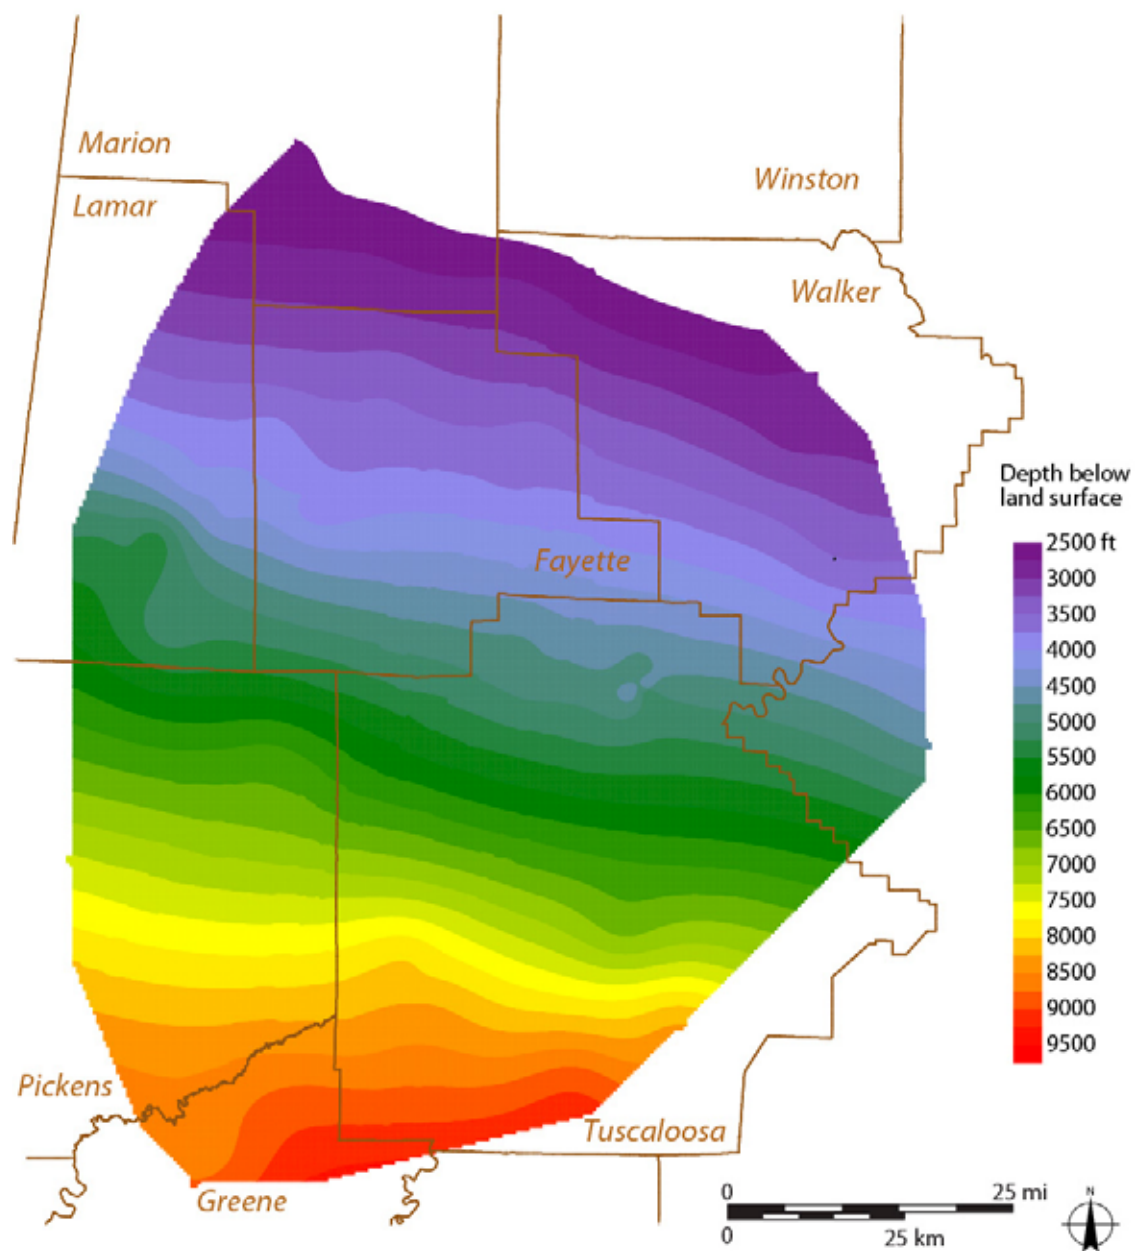 Marion
Lamar
Winston
Walker
Depth below
land surface
2500 ft
3000
3500
Fayette
4000
4500
5000
5500
6000
6500
7000
7500
8000
8500
9000
9500
Pickens
Tuscaloosa
Greene
0 25 mi
0 25 km
N